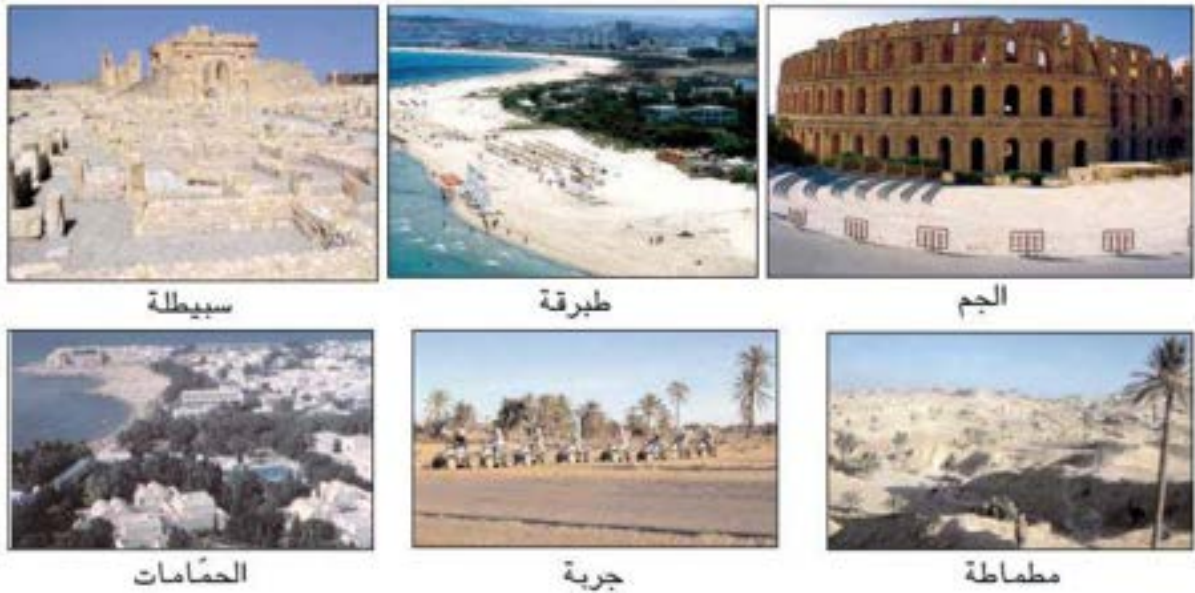 الجم
طبرقة
سبيطلة
مطماطة
جربة
الحمّامات